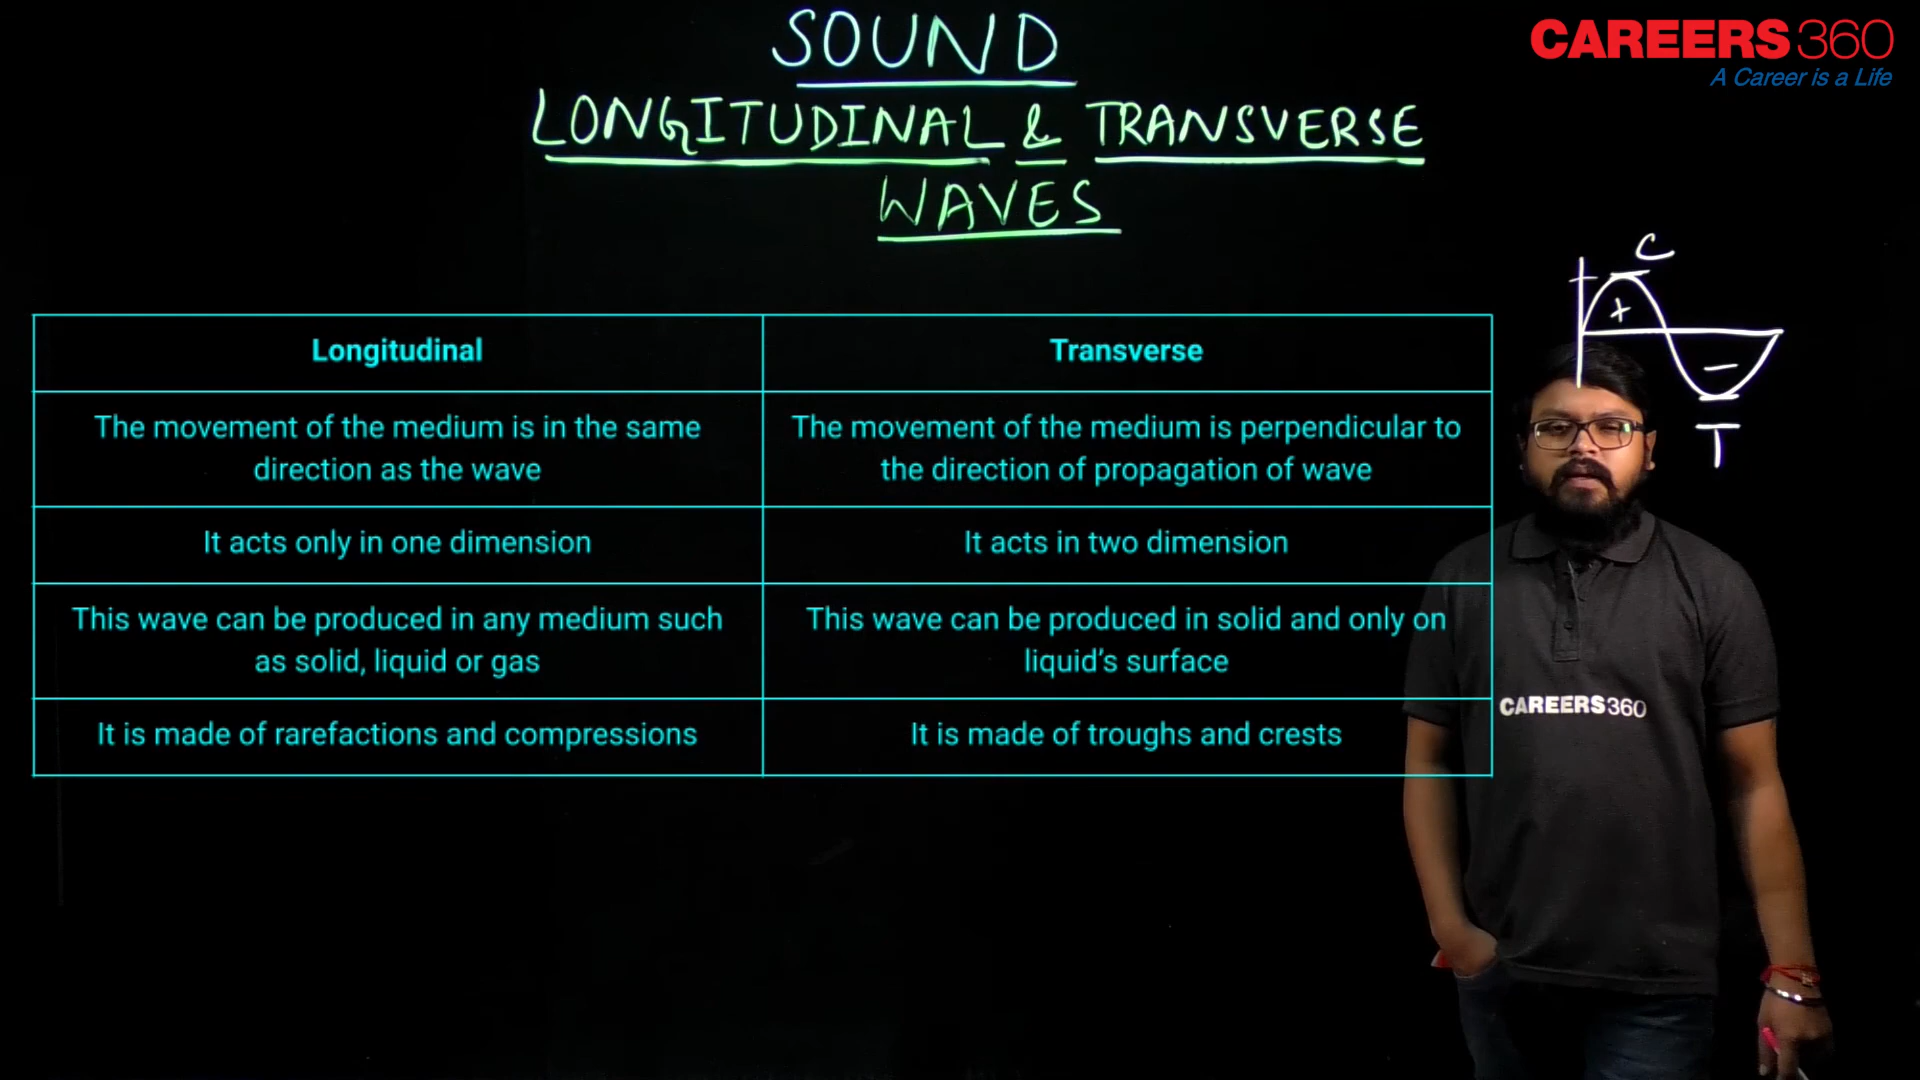 SOUND
LONGITUDINAL & TRANSVERSE
WAVES
CAREERS360
A Career is a Life
C
+
−
T
Longitudinal
Transverse
The movement of the medium is in the same
direction as the wave
The movement of the medium is perpendicular to
the direction of propagation of wave
It acts only in one dimension
It acts in two dimension
This wave can be produced in any medium such
as solid, liquid or gas
This wave can be produced in solid and only on
liquid's surface
It is made of rarefactions and compressions
It is made of troughs and crests
CAREERS360